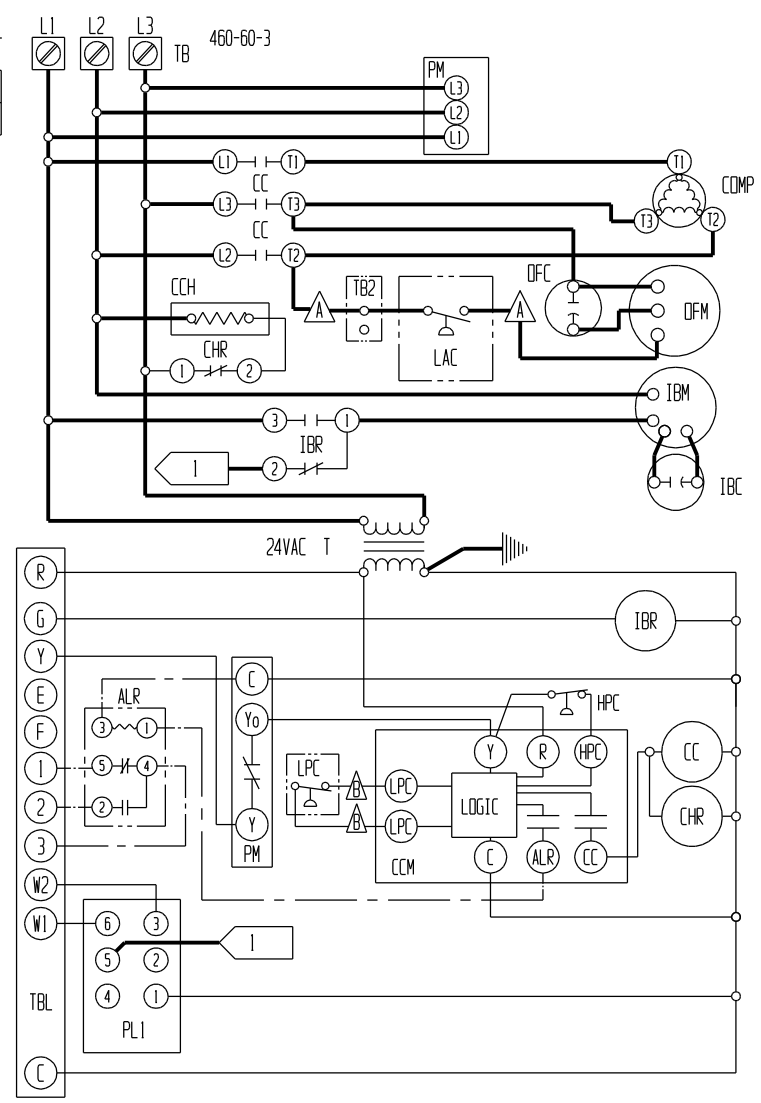 L1 L2 L3
460-60-3
TB
PM
L3
L2
L1
L1 T1 T1
CC
COMP
L3 T3 T3 T2
CC
L2 T2
OFC
CCH
TB2
A A
OFM
LAC
CHR
1 2
IBM
3 1
IBR
1 2
IBC
24VAC T
R
G IBR
Y
C
E ALR
Yo HPC
F 3 1
Y R HPC CC
1 5 4
LPC
B LPC
2 2 LOGIC
CHR
B LPC
Y
3 PM
C ALR CC
CCM
W2
W1 6 3
1
5 2
4 1
TBL
PL1
C